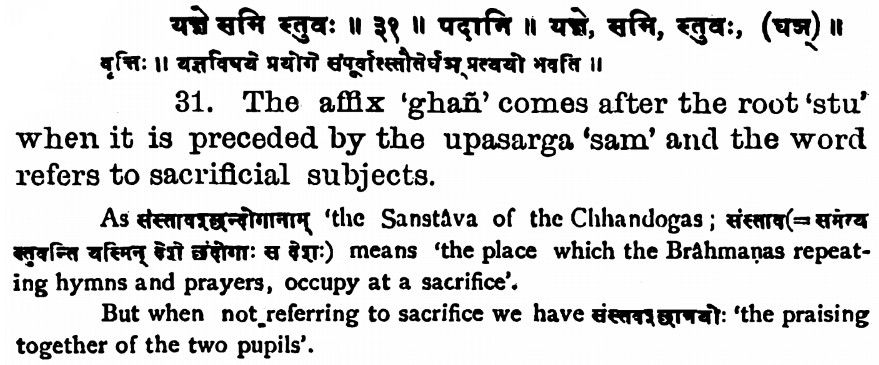 यज्ञे समि स्तुवः ॥ ३१ ॥ पदानि ॥ यज्ञे, समि, स्तुवः, (घञ्) ॥
वृत्तिः ॥ यज्ञविषये प्रयोगे संपूर्वात्स्तौतेर्घञ् प्रत्ययो भवति ॥
31. The affix 'ghañ' comes after the root 'stu'
when it is preceded by the upasarga 'sam' and the word
refers to sacrificial subjects.
As संस्तावश्छन्दोगानाम् 'the Sanstâva of the Chhandogas ; संस्ताव(= समेत्य
स्तुवन्ति यस्मिन् देशे छंदोगाः स देशः) means 'the place which the Brâhmaṇas repeat-
ing hymns and prayers, occupy at a sacrifice'.
But when not referring to sacrifice we have संस्तवश्छात्रयोः 'the praising
together of the two pupils'.